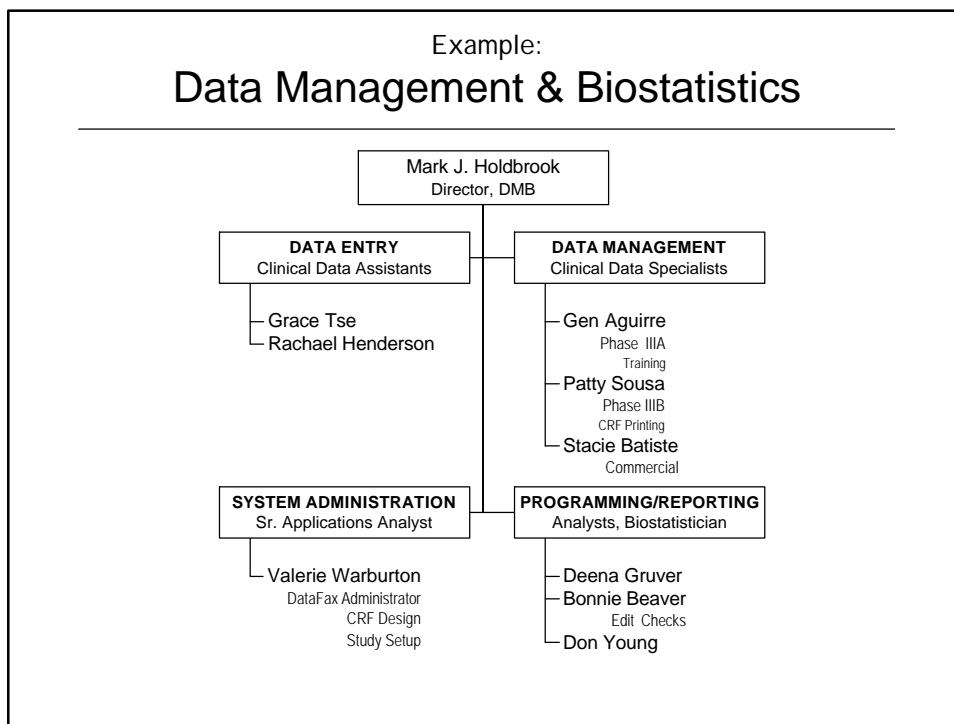 Example:
Data Management & Biostatistics
Mark J. Holdbrook
Director, DMB
DATA ENTRY
Clinical Data Assistants
Grace Tse
Rachael Henderson
DATA MANAGEMENT
Clinical Data Specialists
Gen Aguirre
Phase IIIA
Training
Patty Sousa
Phase IIIB
CRF Printing
Stacie Batiste
Commercial
SYSTEM ADMINISTRATION
Sr. Applications Analyst
Valerie Warburton
DataFax Administrator
CRF Design
Study Setup
PROGRAMMING/REPORTING
Analysts, Biostatistician
Deena Gruver
Bonnie Beaver
Edit Checks
Don Young